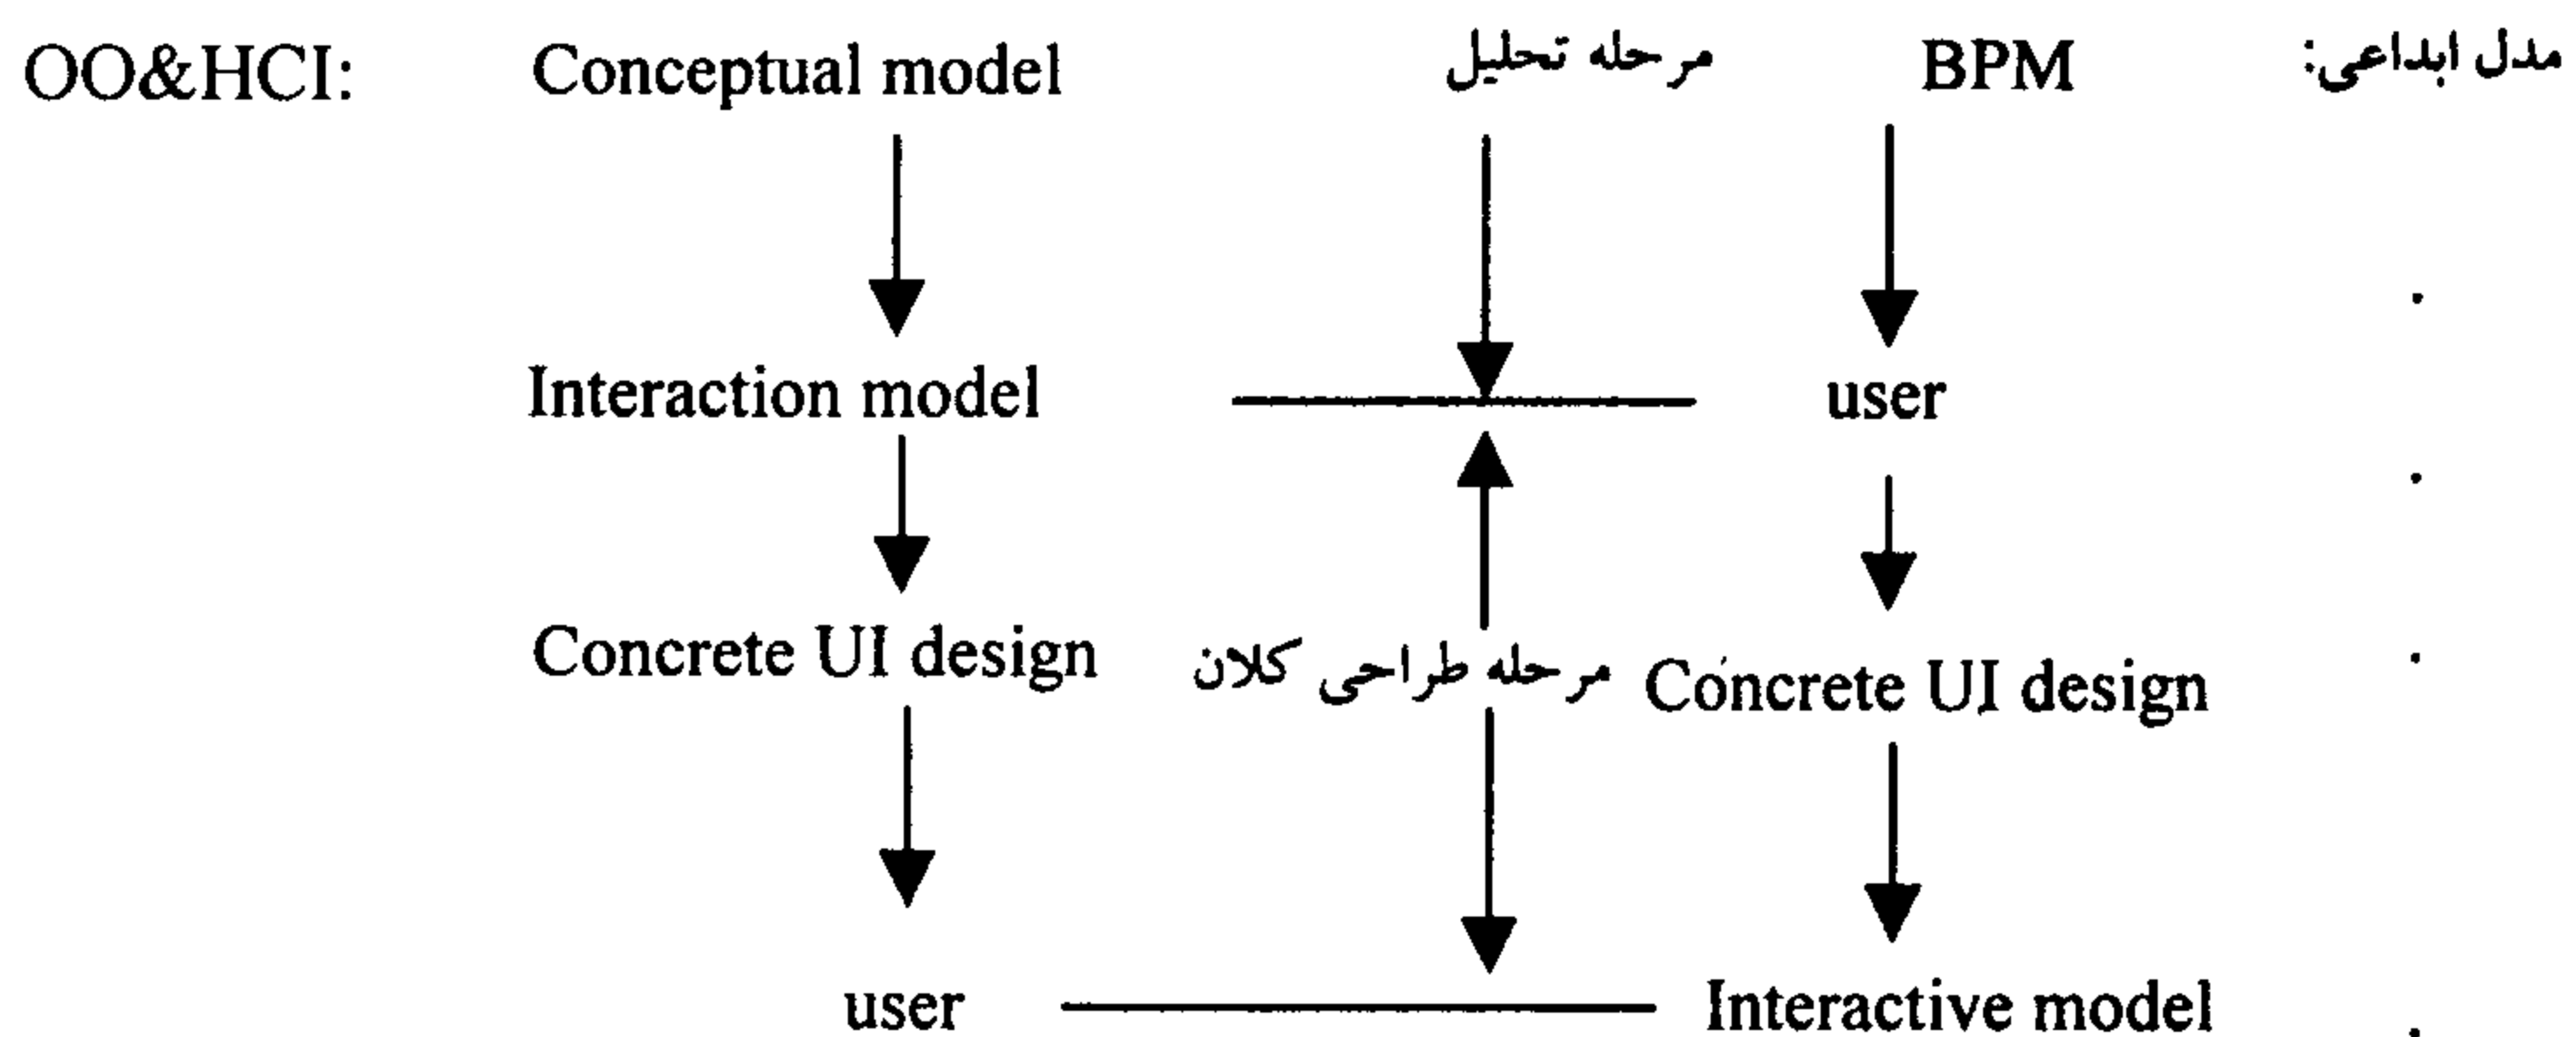 OO&HCI: Conceptual model مرحله تحلیل BPM مدل ابداعی:
Interaction model user
Concrete UI design مرحله طراحی کلان Concrete UI design
user Interactive model